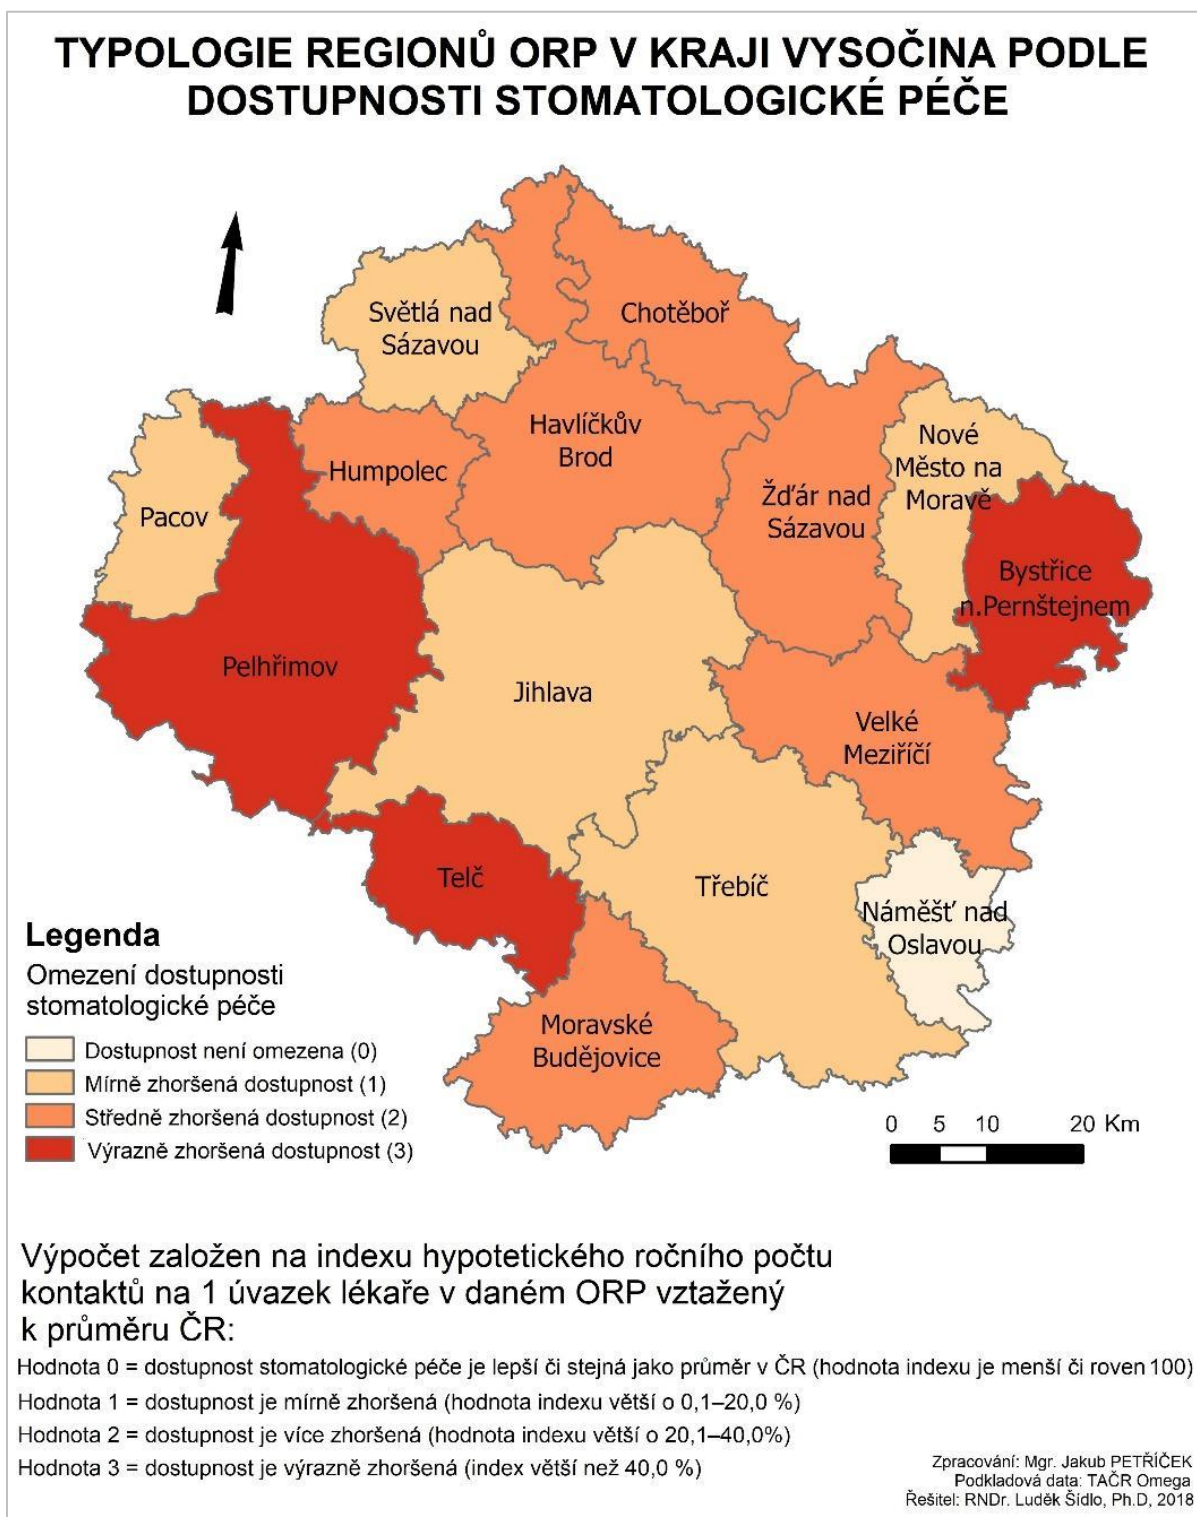 TYPOLOGIE REGIONŮ ORP V KRAJI VYSOČINA PODLE
DOSTUPNOSTI STOMATOLOGICKÉ PÉČE
Světlá nad
Sázavou
Chotěboř
Havlíčkův
Brod
Humpolec
Pacov
Žďár nad
Sázavou
Nové
Město na
Moravě
Bystřice
n.Pernštejnem
Pelhřimov
Jihlava
Velké
Meziříčí
Telč
Třebíč
Náměšť nad
Oslavou
Moravské
Budějovice
Legenda
Omezení dostupnosti
stomatologické péče
Dostupnost není omezena (0)
Mírně zhoršená dostupnost (1)
Středně zhoršená dostupnost (2)
Výrazně zhoršená dostupnost (3)
0 5 10 20 Km
Výpočet založen na indexu hypotetického ročního počtu
kontaktů na 1 úvazek lékaře v daném ORP vztažený
k průměru ČR:
Hodnota 0 = dostupnost stomatologické péče je lepší či stejná jako průměr v ČR (hodnota indexu je menší či roven 100)
Hodnota 1 = dostupnost je mírně zhoršená (hodnota indexu větší o 0,1–20,0 %)
Hodnota 2 = dostupnost je více zhoršená (hodnota indexu větší o 20,1–40,0%)
Hodnota 3 = dostupnost je výrazně zhoršená (index větší než 40,0 %)
Zpracování: Mgr. Jakub PETŘÍČEK
Podkladová data: TAČR Omega
Řešitel: RNDr. Luděk Šídlo, Ph.D, 2018